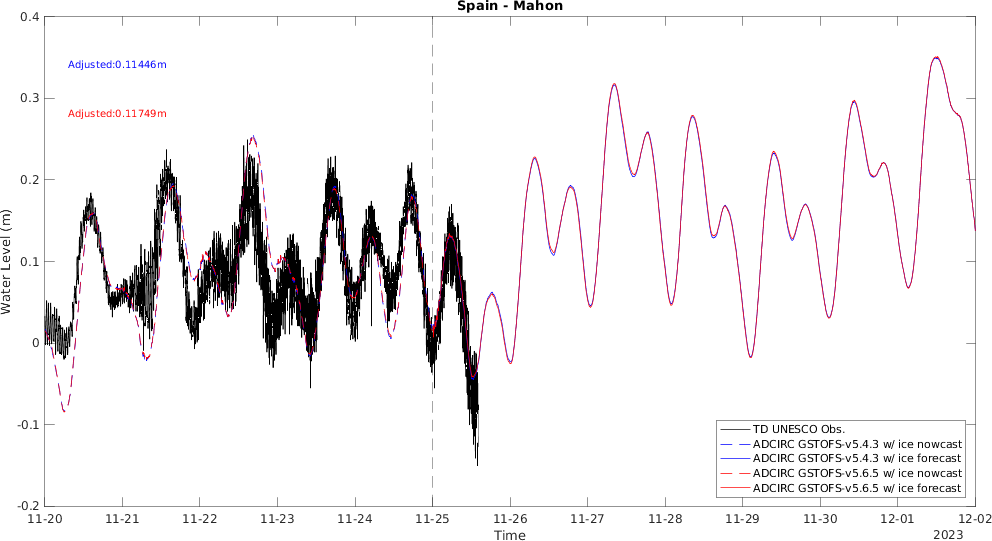 Spain - Mahon
0.4
0.3
0.2
0.1
0
-0.1
-0.2
Water Level (m)
Adjusted:0.11446m
Adjusted:0.11749m
TD UNESCO Obs.
ADCIRC GSTOFS-v5.4.3 w/ ice nowcast
ADCIRC GSTOFS-v5.4.3 w/ ice forecast
ADCIRC GSTOFS-v5.6.5 w/ ice nowcast
ADCIRC GSTOFS-v5.6.5 w/ ice forecast
11-20 11-21 11-22 11-23 11-24 11-25 11-26 11-27 11-28 11-29 11-30 12-01 12-02
Time
2023